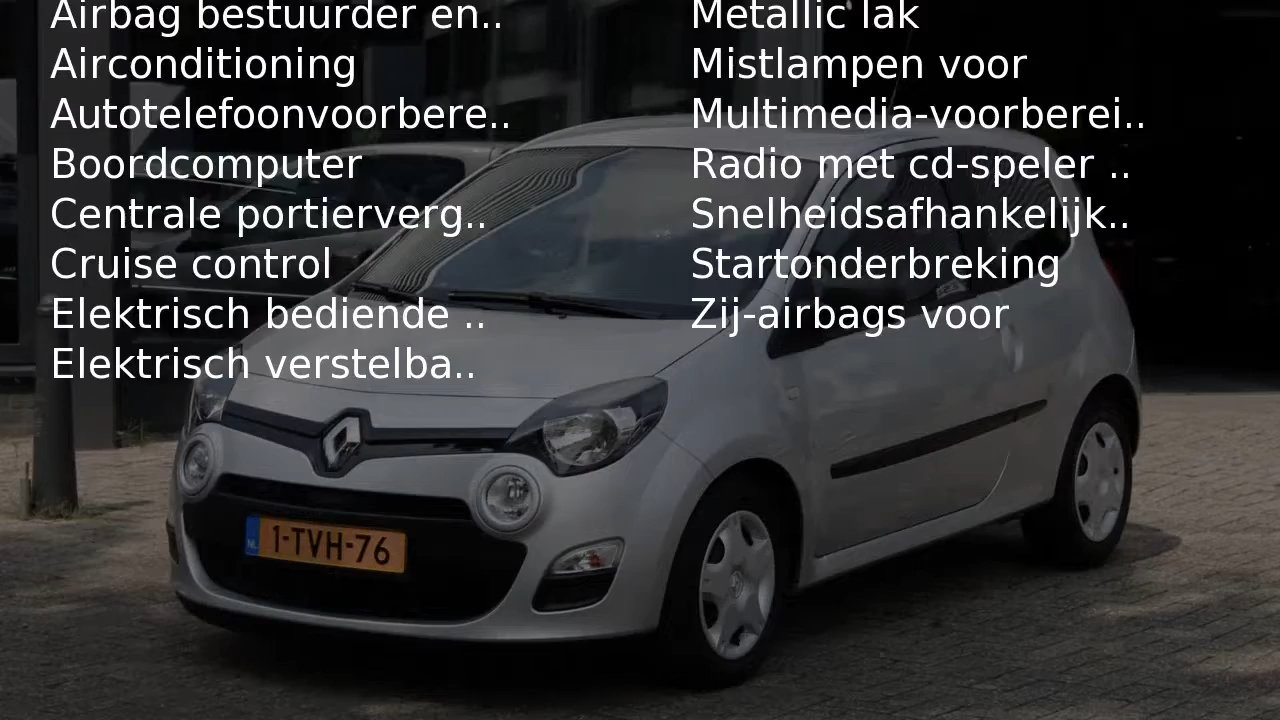 Airbag bestuurder en..
Airconditioning
Autotelefoonvoorbere..
Boordcomputer
Centrale portierverg..
Cruise control
Elektrisch bediende ..
Elektrisch verstelba..
Metallic lak
Mistlampen voor
Multimedia-voorberei..
Radio met cd-speler ..
Snelheidsafhankelijk..
Startonderbreking
Zij-airbags voor
NL 1-TVH-76